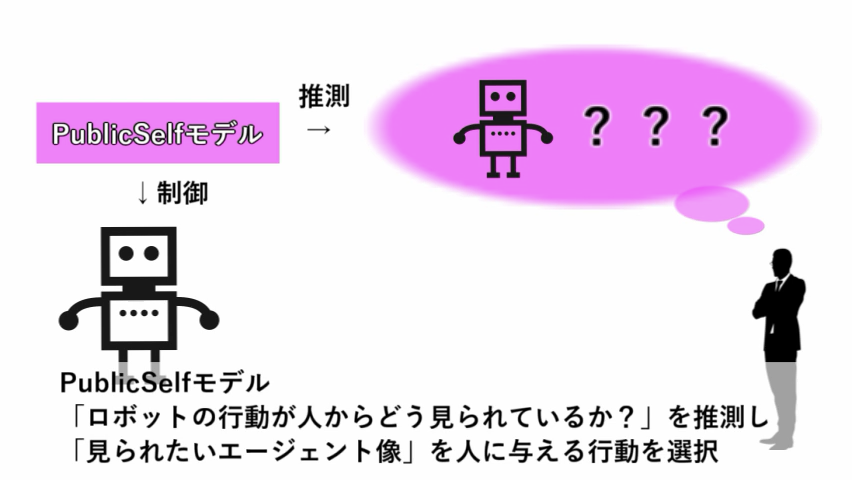 推測
→
PublicSelfモデル
？？？
↓制御
PublicSelfモデル
「ロボットの行動が人からどう見られているか？」を推測し
「見られたいエージェント像」を人に与える行動を選択